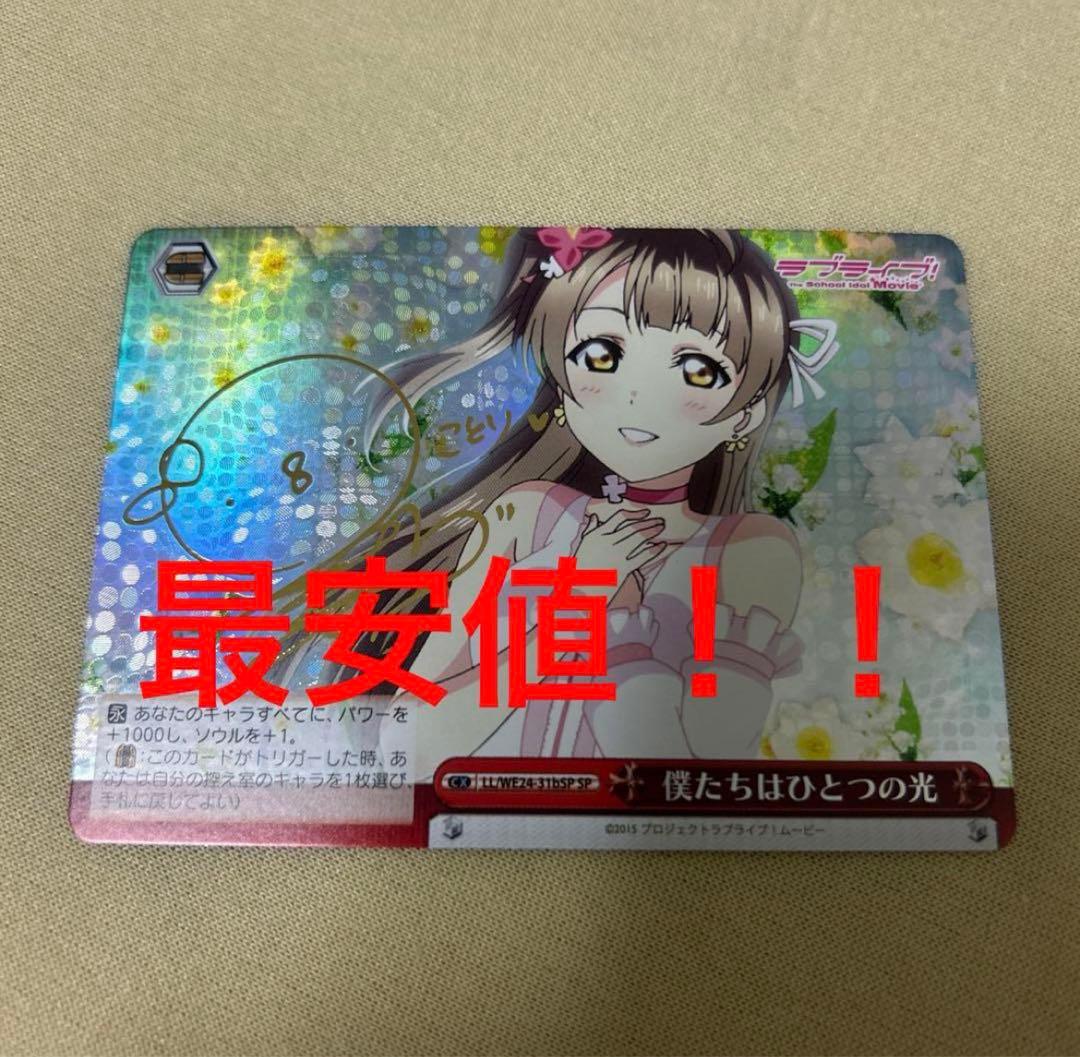 ラブライブ!
The School Idol Movie
8
ことり
最安値！！
永 あなたのキャラすべてに、パワーを
+1000し、ソウルを+1。
(:このカードがトリガーした時、あ
なたは自分の控え室のキャラを1枚選び、
手札に戻してよい)
CX LL/WE24-31bSP SP
僕たちはひとつの光
©2015 プロジェクトラブライブ！ムービー